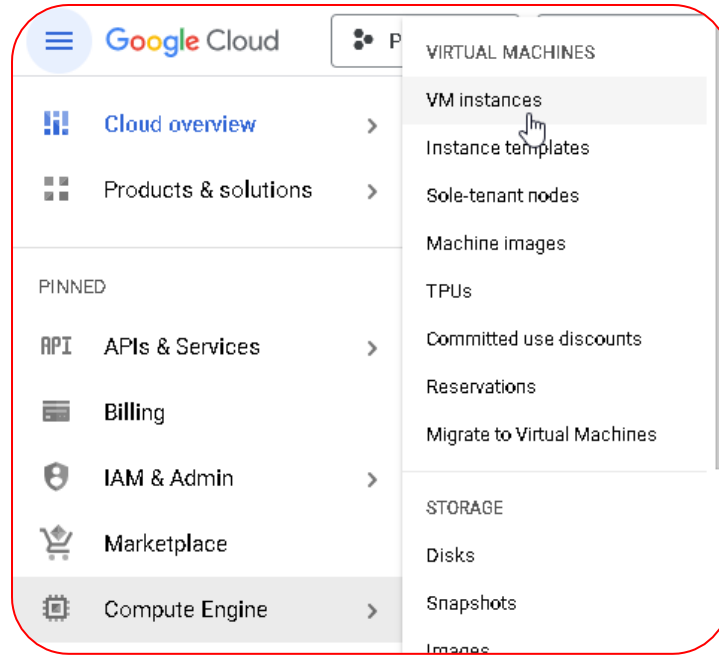 Google Cloud
P
Cloud overview
Products & solutions
PINNED
API
APIs & Services
Billing
IAM & Admin
Marketplace
Compute Engine
VIRTUAL MACHINES
VM instances
Instance templates
Sole-tenant nodes
Machine images
TPUs
Committed use discounts
Reservations
Migrate to Virtual Machines
STORAGE
Disks
Snapshots
Images